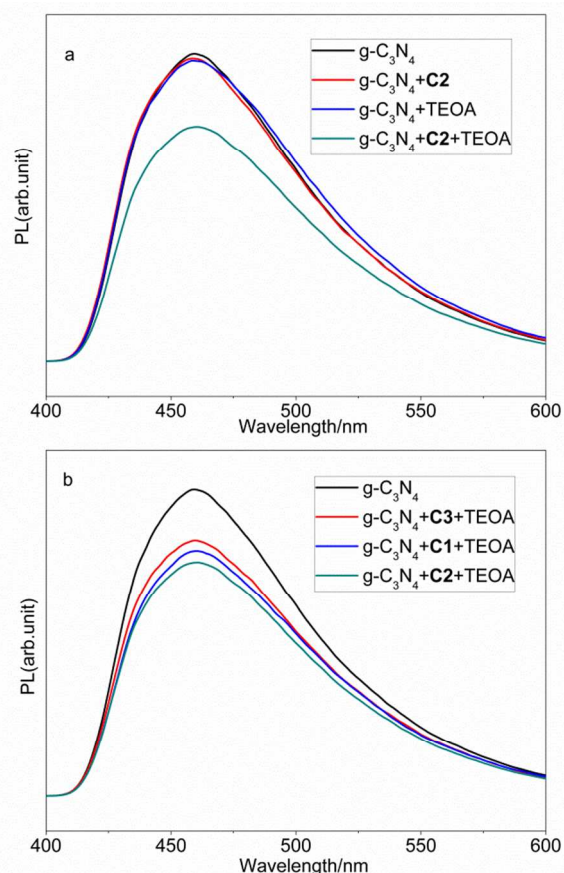 a
g-C₃N₄
g-C₃N₄+C2
g-C₃N₄+TEOA
g-C₃N₄+C2+TEOA
PL(arb.unit)
400 450 500 550 600
Wavelength/nm
b
g-C₃N₄
g-C₃N₄+C3+TEOA
g-C₃N₄+C1+TEOA
g-C₃N₄+C2+TEOA
PL(arb.unit)
400 450 500 550 600
Wavelength/nm